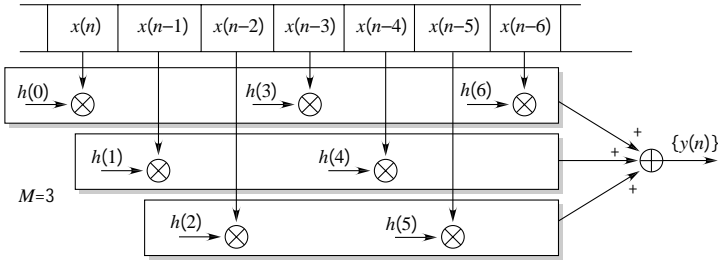 x(n) x(n−1) x(n−2) x(n−3) x(n−4) x(n−5) x(n−6)
h(0) h(3) h(6)
+
{y(n)}
h(1) h(4) +
M=3
+
h(2) h(5)